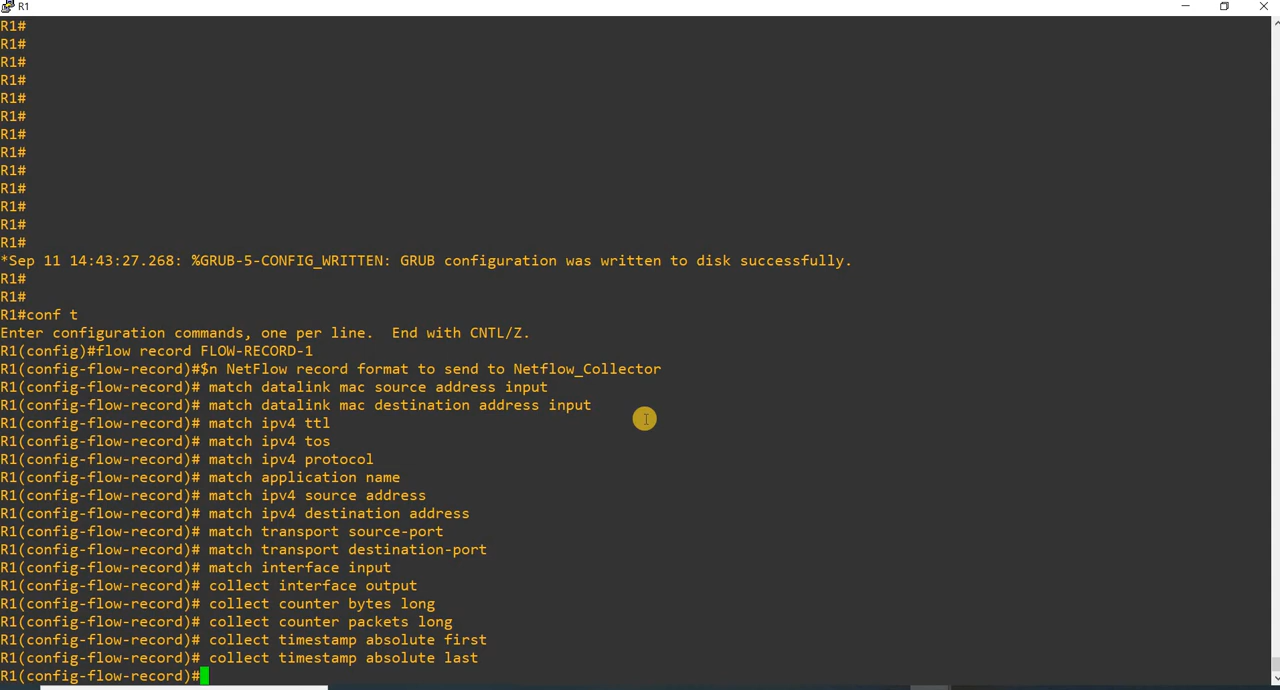 R1
R1#
R1#
R1#
R1#
R1#
R1#
R1#
R1#
R1#
R1#
R1#
R1#
R1#
*Sep 11 14:43:27.268: %GRUB-5-CONFIG_WRITTEN: GRUB configuration was written to disk successfully.
R1#
R1#
R1#conf t
Enter configuration commands, one per line.  End with CNTL/Z.
R1(config)#flow record FLOW-RECORD-1
R1(config-flow-record)#$n NetFlow record format to send to Netflow_Collector
R1(config-flow-record)# match datalink mac source address input
R1(config-flow-record)# match datalink mac destination address input
R1(config-flow-record)# match ipv4 ttl
R1(config-flow-record)# match ipv4 tos
R1(config-flow-record)# match ipv4 protocol
R1(config-flow-record)# match application name
R1(config-flow-record)# match ipv4 source address
R1(config-flow-record)# match ipv4 destination address
R1(config-flow-record)# match transport source-port
R1(config-flow-record)# match transport destination-port
R1(config-flow-record)# match interface input
R1(config-flow-record)# collect interface output
R1(config-flow-record)# collect counter bytes long
R1(config-flow-record)# collect counter packets long
R1(config-flow-record)# collect timestamp absolute first
R1(config-flow-record)# collect timestamp absolute last
R1(config-flow-record)#